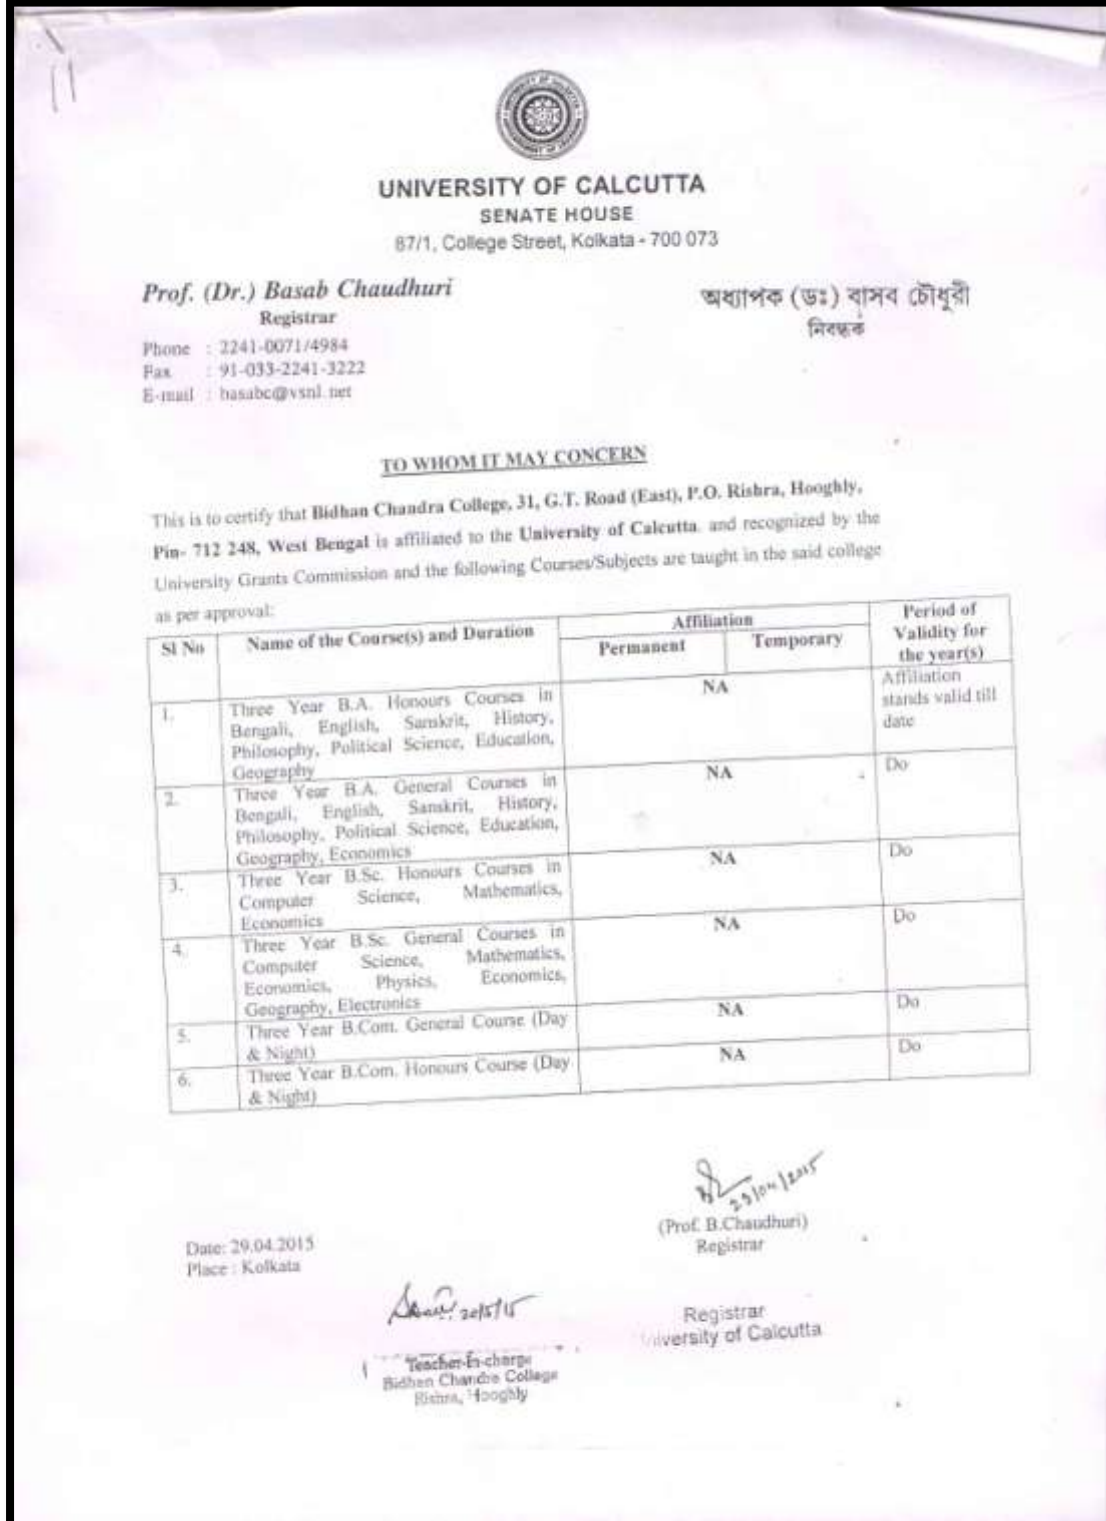 11
UNIVERSITY OF CALCUTTA
SENATE HOUSE
87/1, College Street, Kolkata - 700 073
Prof. (Dr.) Basab Chaudhuri
Registrar
Phone : 2241-0071/4984
Fax : 91-033-2241-3222
E-mail : basabc@vsnl.net
অধ্যাপক (ডঃ) বাসব চৌধুরী
নিবন্ধক
TO WHOM IT MAY CONCERN
This is to certify that Bidhan Chandra College, 31, G.T. Road (East), P.O. Rishra, Hooghly,
Pin- 712 248, West Bengal is affiliated to the University of Calcutta. and recognized by the
University Grants Commission and the following Courses/Subjects are taught in the said college
as per approval:
Sl No Name of the Course(s) and Duration Affiliation Period of
Permanent Temporary Validity for
the year(s)
1. Three Year B.A. Honours Courses in NA Affiliation
Bengali, English, Sanskrit, History, stands valid till
Philosophy, Political Science, Education, date
Geography
2. Three Year B.A. General Courses in NA Do
Bengali, English, Sanskrit, History,
Philosophy, Political Science, Education,
Geography, Economics
3. Three Year B.Sc. Honours Courses in NA Do
Computer Science, Mathematics,
Economics
4. Three Year B.Sc. General Courses in NA Do
Computer Science, Mathematics,
Economics, Physics, Economics,
Geography, Electronics
5. Three Year B.Com. General Course (Day NA Do
& Night)
6. Three Year B.Com. Honours Course (Day NA Do
& Night)
29/04/2015
(Prof. B.Chaudhuri)
Registrar
Date: 29.04.2015
Place : Kolkata
20/5/15
Registrar
University of Calcutta
Teacher-in-charge
Bidhan Chandra College
Rishra, Hooghly